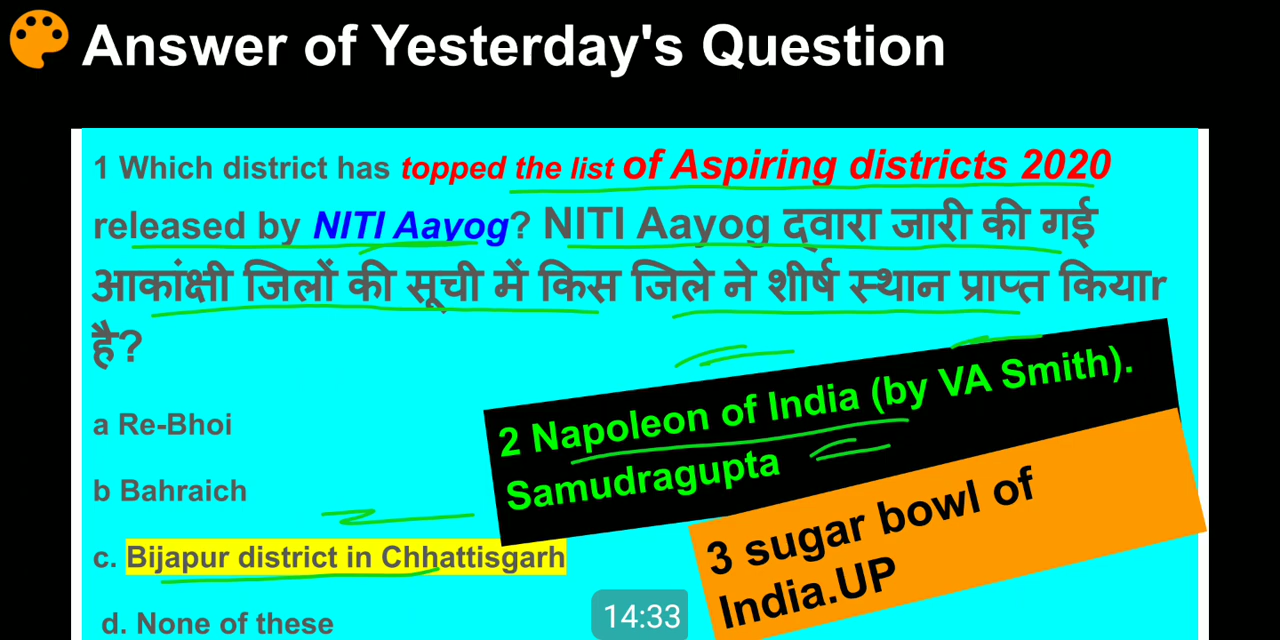 Answer of Yesterday's Question
1 Which district has topped the list of Aspiring districts 2020
released by NITI Aayog? NITI Aayog द्वारा जारी की गई
आकांक्षी जिलों की सूची में किस जिले ने शीर्ष स्थान प्राप्त कियाr
है?
a Re-Bhoi
b Bahraich
c. Bijapur district in Chhattisgarh
d. None of these
2 Napoleon of India (by VA Smith).
Samudragupta
3 sugar bowl of
India.UP
14:33